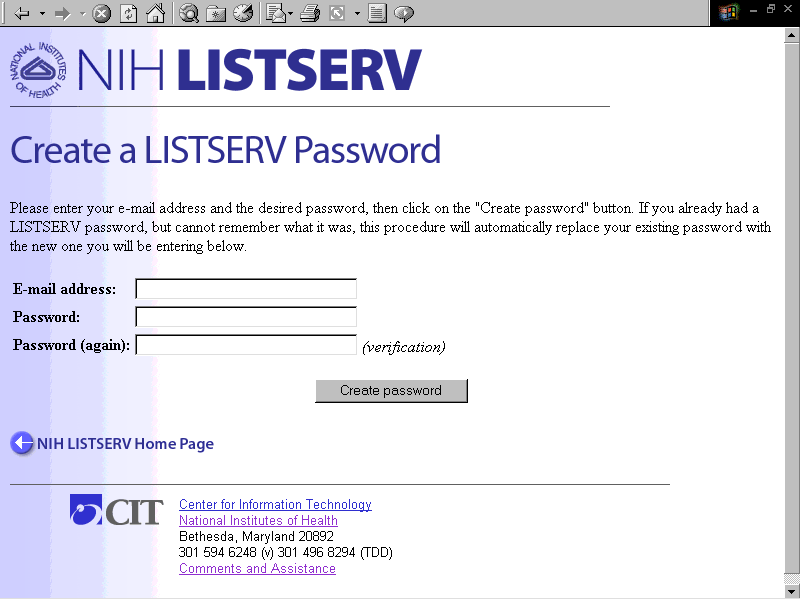 NATIONAL INSTITUTES OF HEALTH
NIH LISTSERV
Create a LISTSERV Password
Please enter your e-mail address and the desired password, then click on the "Create password" button. If you already had a
LISTSERV password, but cannot remember what it was, this procedure will automatically replace your existing password with
the new one you will be entering below.
E-mail address:
Password:
Password (again): (verification)
Create password
NIH LISTSERV Home Page
CIT
Center for Information Technology
National Institutes of Health
Bethesda, Maryland 20892
301 594 6248 (v) 301 496 8294 (TDD)
Comments and Assistance